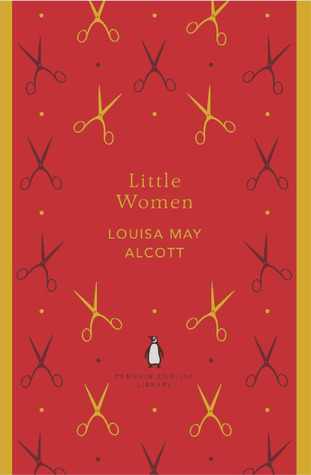 Little
Women
LOUISA MAY
ALCOTT
PENGUIN ENGLISH
LIBRARY